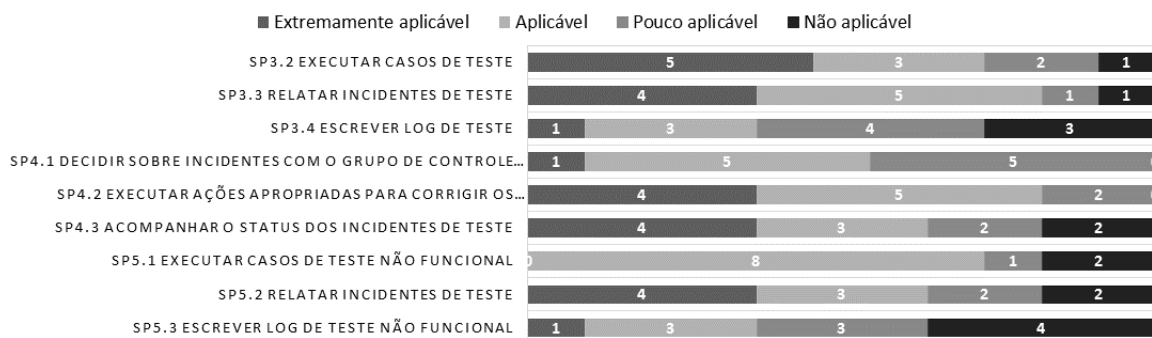 Extremamente aplicável Aplicável Pouco aplicável Não aplicável
SP3.2 EXECUTAR CASOS DE TESTE 5 3 2 1
SP3.3 RELATAR INCIDENTES DE TESTE 4 5 1 1
SP3.4 ESCREVER LOG DE TESTE 1 3 4 3
SP4.1 DECIDIR SOBRE INCIDENTES COM O GRUPO DE CONTROLE... 1 5 5 0
SP4.2 EXECUTAR AÇÕES APROPRIADAS PARA CORRIGIR OS... 4 5 2 0
SP4.3 ACOMPANHAR O STATUS DOS INCIDENTES DE TESTE 4 3 2 2
SP5.1 EXECUTAR CASOS DE TESTE NÃO FUNCIONAL 0 8 1 2
SP5.2 RELATAR INCIDENTES DE TESTE 4 3 2 2
SP5.3 ESCREVER LOG DE TESTE NÃO FUNCIONAL 1 3 3 4